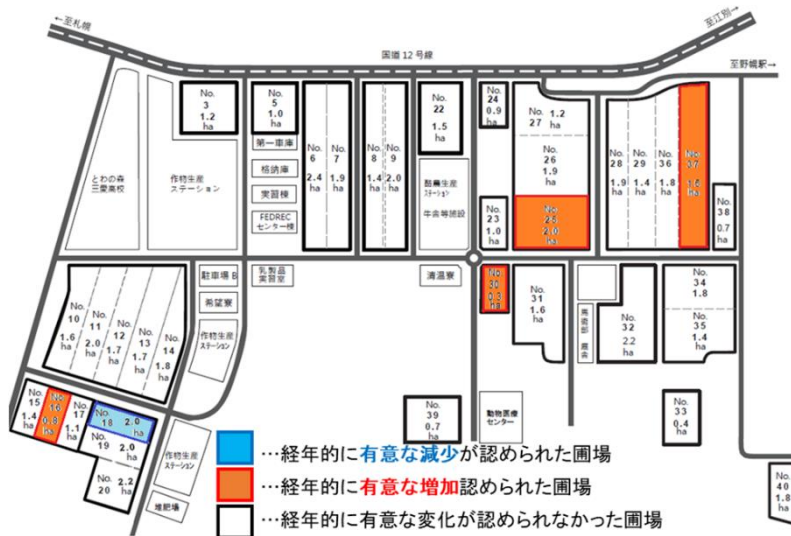 ←至札幌
至江別
国道12号線
至野幌駅→
No.
3
1.2
ha
No.
5
1.0
ha
第一車庫
格納庫
実習棟
FEDREC
センター棟
No.
6
2.4
ha
No.
7
1.9
ha
No.
8
1.4
ha
No.
9
2.0
ha
No.
22
1.5
ha
酪農生産
ステーション
牛舎等施設
No.
24
0.9
ha
No.
27
1.2
ha
No.
26
1.9
ha
No.
23
1.0
ha
No.
25
2.0
ha
No.
28
1.9
ha
No.
29
1.4
ha
No.
36
1.8
ha
No.
37
ha
No.
38
0.7
ha
とわの森
三愛高校
作物生産
ステーション
駐車場 B
希望寮
作物生産
ステーション
乳製品
実習室
清温寮
No.
30
0.3
ha
No.
31
1.6
ha
No.
32
2.2
ha
No.
34
1.8
No.
35
1.4
ha
No.
10
1.6
ha
No.
11
2.0
ha
No.
12
1.7
ha
No.
13
1.7
ha
No.
14
1.8
ha
No.
15
1.4
ha
No.
16
0.8
ha
No.
17
1.1
ha
No.
18
2.0
ha
No.
19
2.0
ha
No.
20
2.2
ha
作物生産
ステーション
堆肥場
No.
39
0.7
ha
動物医療
センター
No.
33
0.4
ha
No.
40
1.8
ha
…経年的に有意な減少が認められた圃場
…経年的に有意な増加認められた圃場
…経年的に有意な変化が認められなかった圃場